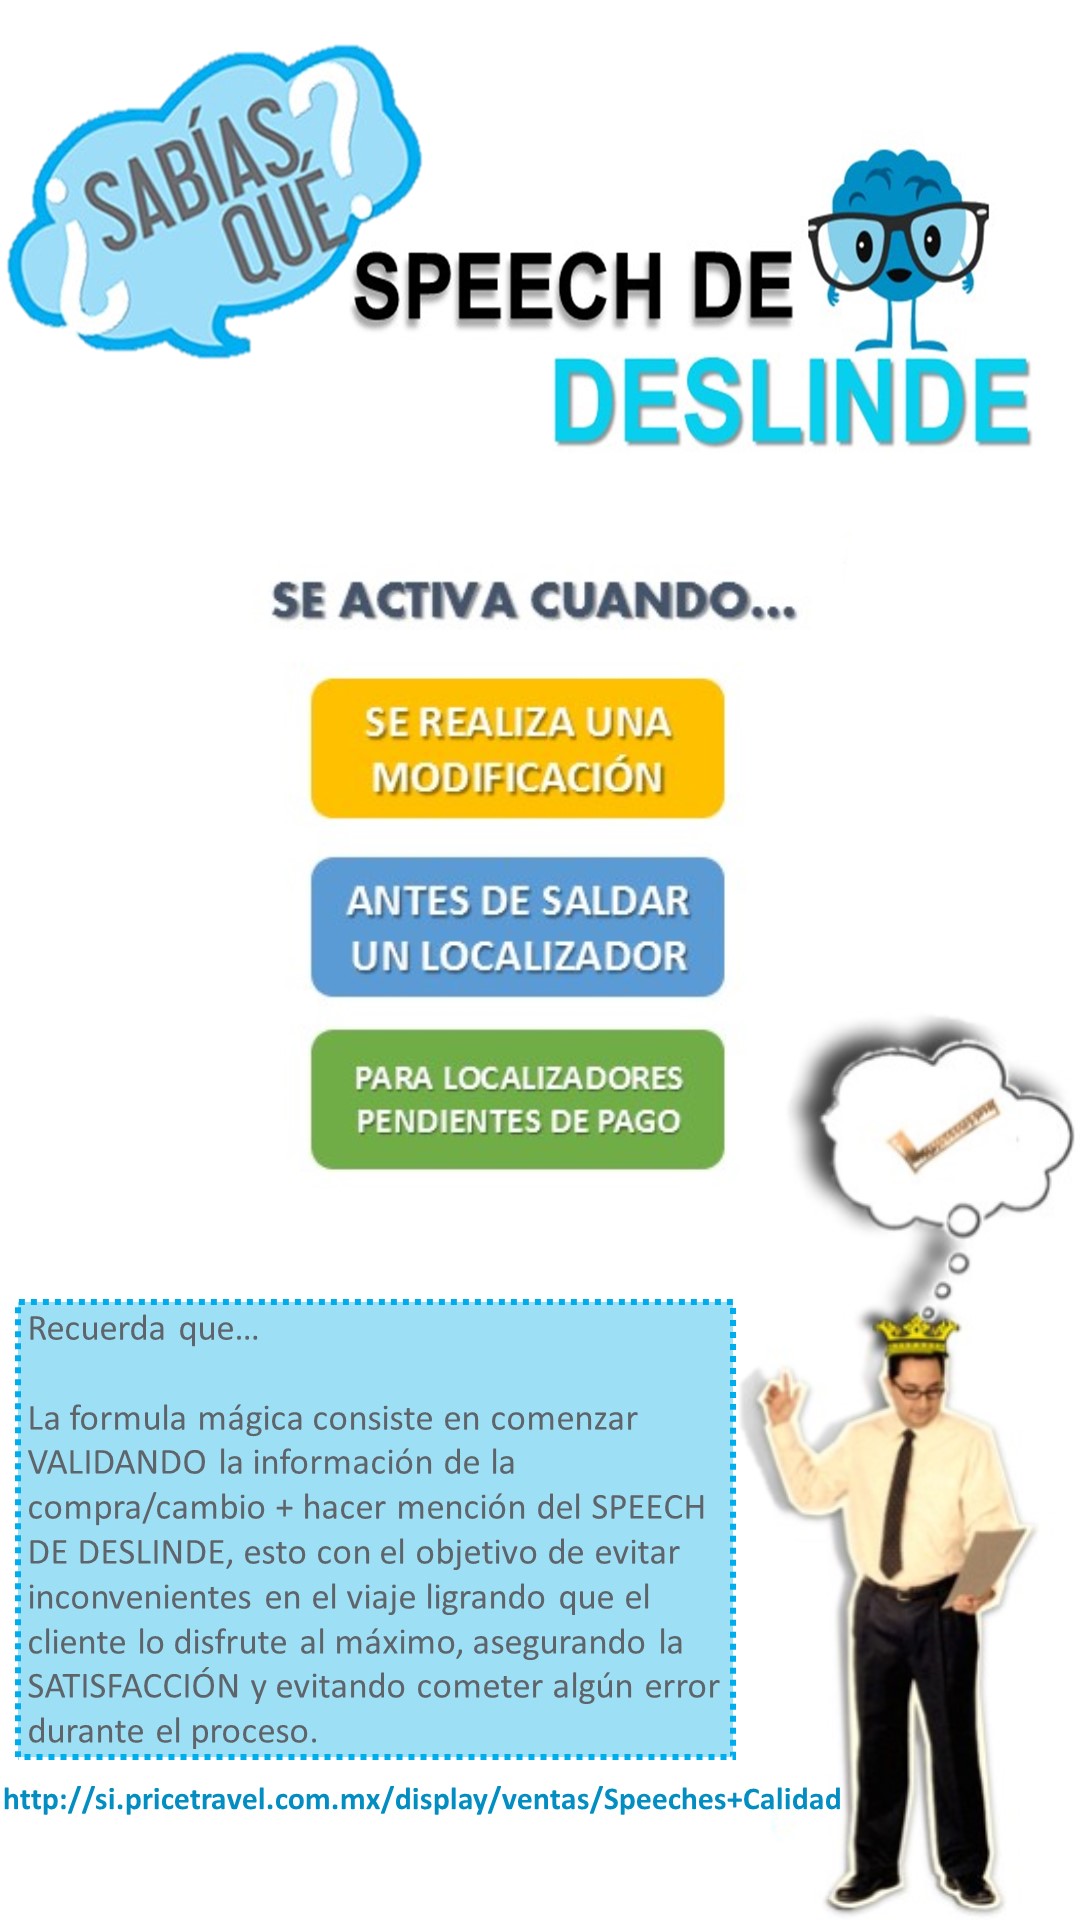 ¿SABÍAS
QUÉ?
SPEECH DE
DESLINDE
SE ACTIVA CUANDO...
SE REALIZA UNA
MODIFICACIÓN
ANTES DE SALDAR
UN LOCALIZADOR
PARA LOCALIZADORES
PENDIENTES DE PAGO
Recuerda que...
La formula mágica consiste en comenzar
VALIDANDO la información de la
compra/cambio + hacer mención del SPEECH
DE DESLINDE, esto con el objetivo de evitar
inconvenientes en el viaje ligrando que el
cliente lo disfrute al máximo, asegurando la
SATISFACCIÓN y evitando cometer algún error
durante el proceso.
http://si.pricetravel.com.mx/display/ventas/Speeches+Calidad